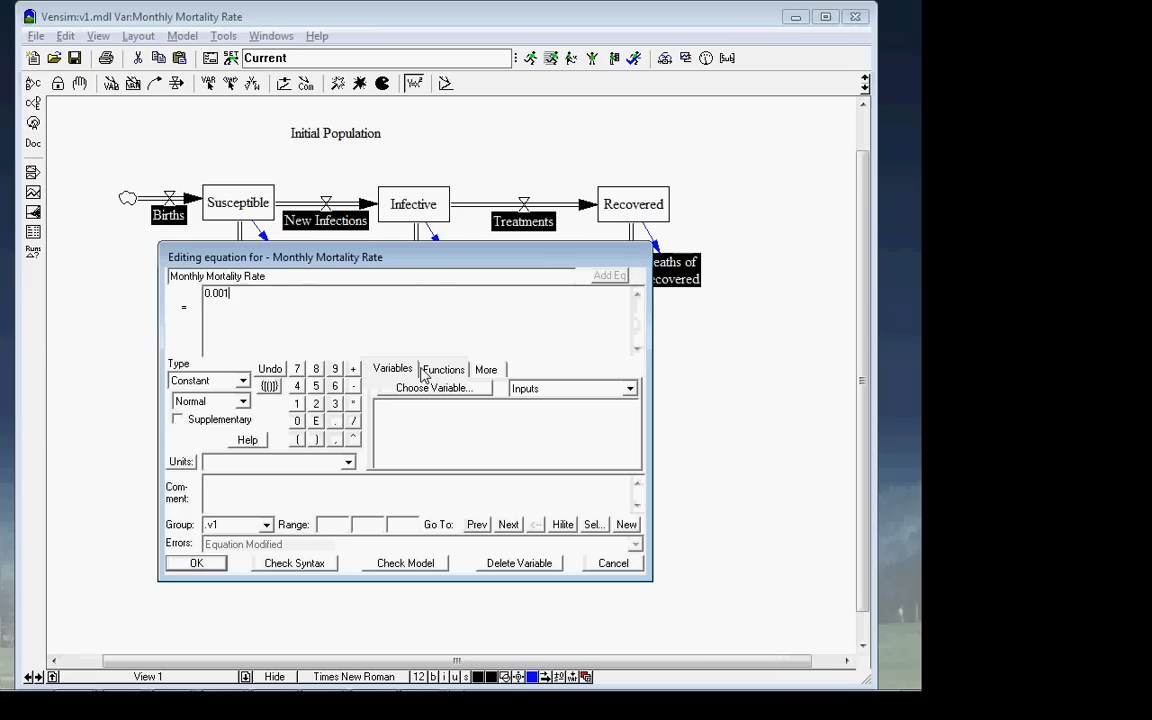 Vensim:v1.mdl Var:Monthly Mortality Rate
File Edit View Layout Model Tools Windows Help
SET Current
Doc
Runs
Initial Population
Susceptible Infective Recovered
Births New Infections Treatments
eaths of
covered
Editing equation for - Monthly Mortality Rate
Monthly Mortality Rate Add Eq
= 0.001
Type Undo 7 8 9 + Variables Functions More
Constant {[()]} 4 5 6 - Choose Variable... Inputs
Normal 1 2 3 *
Supplementary 0 E . /
Help ( ) , ^
Units:
Com-
ment:
Group: .v1 Range: Go To: Prev Next <- Hilite Sel... New
Errors: Equation Modified
OK Check Syntax Check Model Delete Variable Cancel
View 1 Hide Times New Roman 12 b i u s